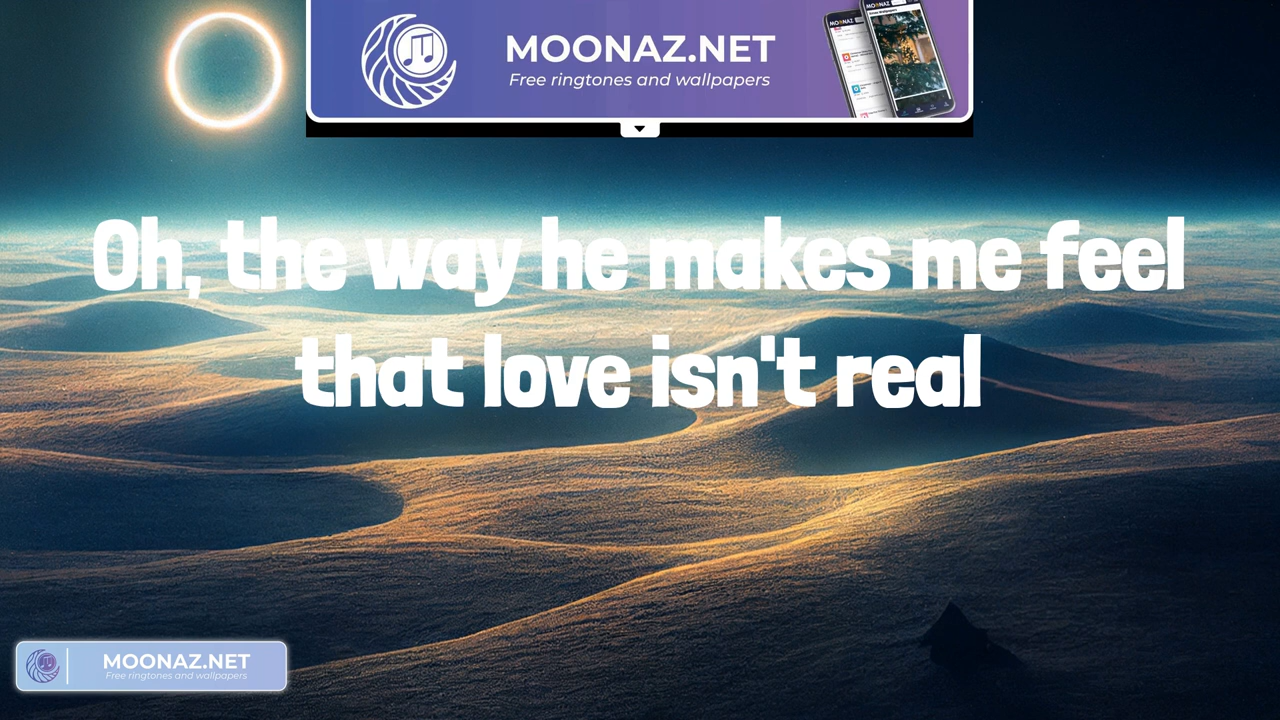 MOONAZ.NET
Free ringtones and wallpapers
Oh, the way he makes me feel
that love isn't real
MOONAZ.NET
Free ringtones and wallpapers